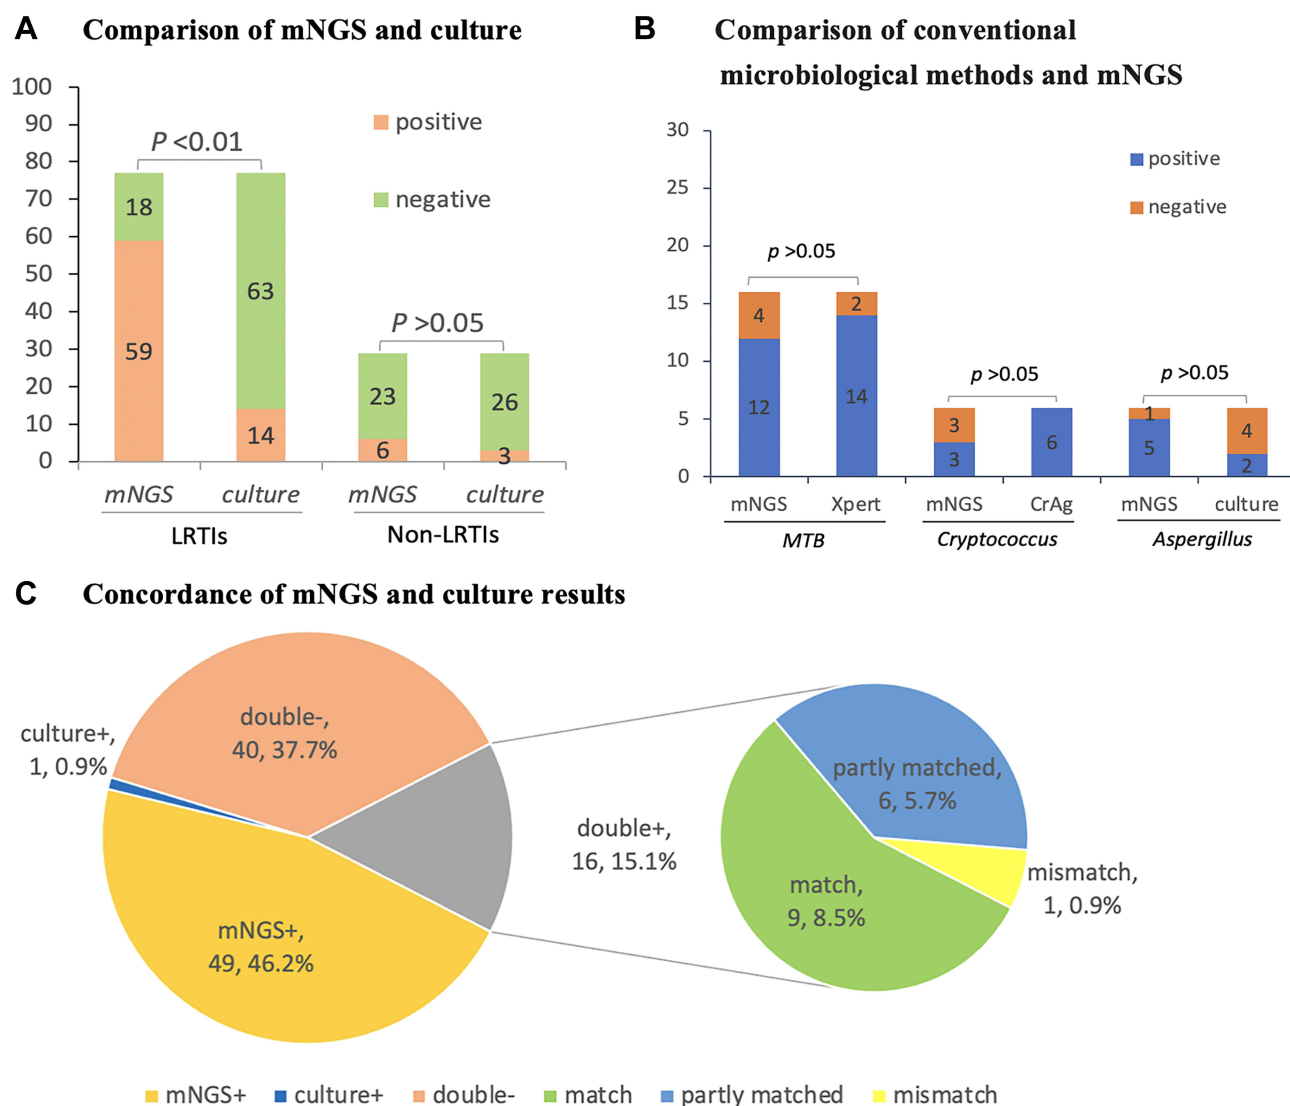 A Comparison of mNGS and culture
100
90
80
70
60
50
40
30
20
10
0
P <0.01
P >0.05
positive
negative
18
59
63
14
23
6
26
3
mNGS culture mNGS culture
LRTIs Non-LRTIs
B Comparison of conventional
microbiological methods and mNGS
30
25
20
15
10
5
0
positive
negative
p >0.05
p >0.05
p >0.05
4
12
2
14
3
3
6
1
5
4
2
mNGS Xpert mNGS CrAg mNGS culture
MTB Cryptococcus Aspergillus
C Concordance of mNGS and culture results
double-,
40, 37.7%
culture+,
1, 0.9%
mNGS+,
49, 46.2%
double+,
16, 15.1%
partly matched,
6, 5.7%
match,
9, 8.5%
mismatch,
1, 0.9%
mNGS+ culture+ double- match partly matched mismatch